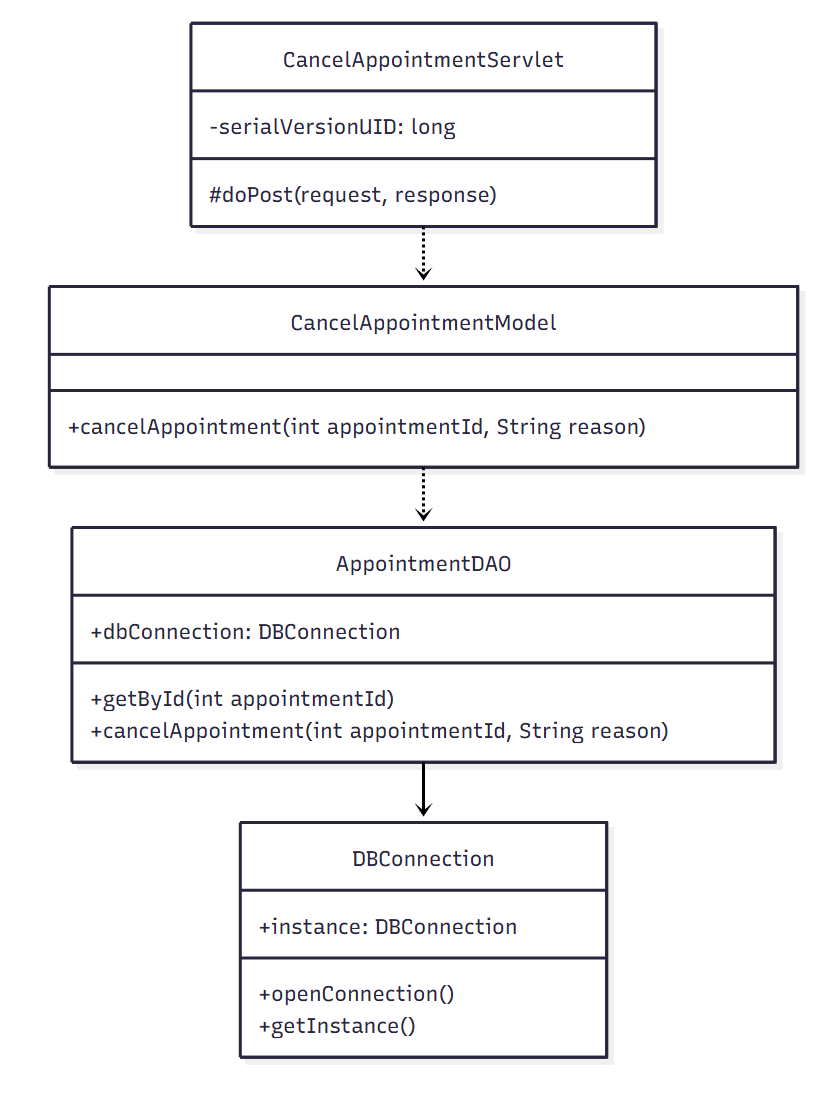 CancelAppointmentServlet
-serialVersionUID: long
#doPost(request, response)
CancelAppointmentModel
+cancelAppointment(int appointmentId, String reason)
AppointmentDAO
+dbConnection: DBConnection
+getById(int appointmentId)
+cancelAppointment(int appointmentId, String reason)
DBConnection
+instance: DBConnection
+openConnection()
+getInstance()